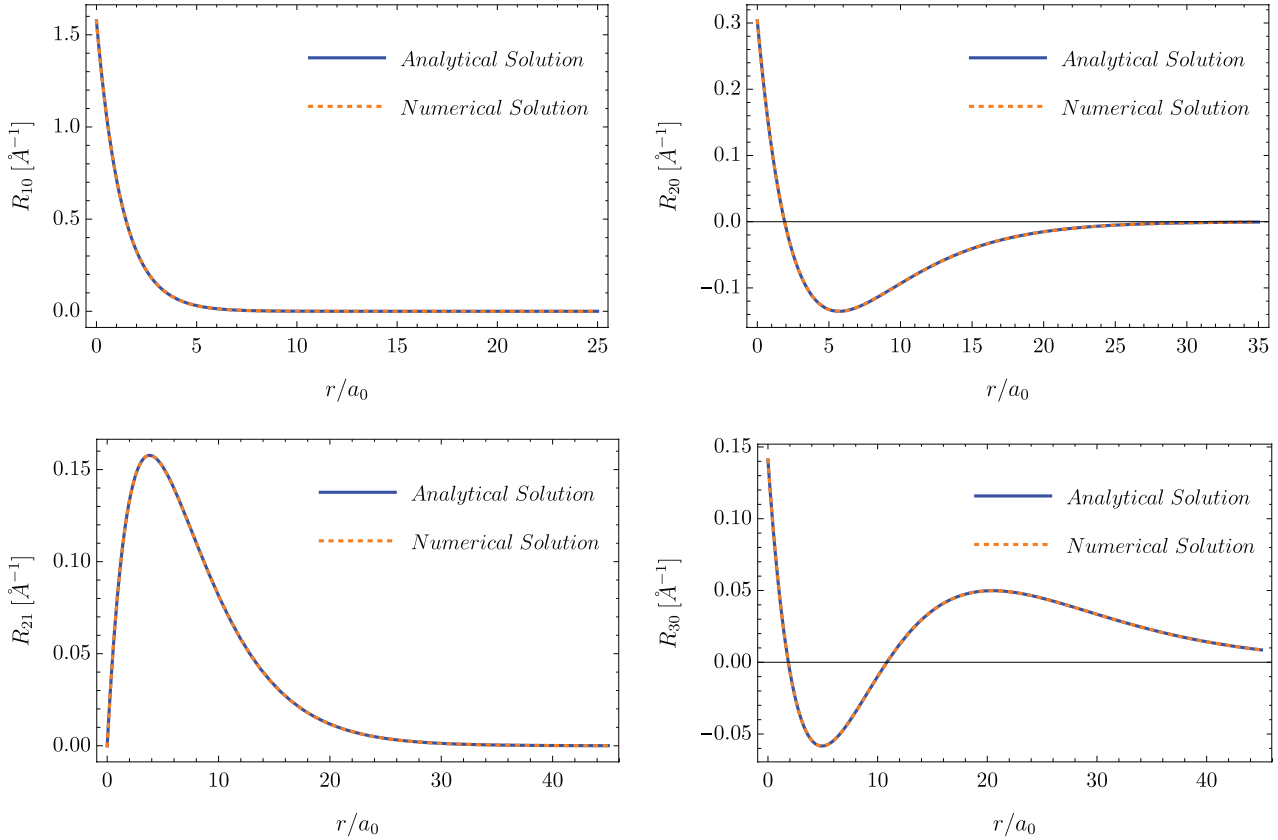 R₁₀ [Å⁻¹]
1.5
1.0
0.5
0.0
Analytical Solution
Numerical Solution
0 5 10 15 20 25
r/a₀
R₂₀ [Å⁻¹]
0.3
0.2
0.1
0.0
−0.1
Analytical Solution
Numerical Solution
0 5 10 15 20 25 30 35
r/a₀
R₂₁ [Å⁻¹]
0.15
0.10
0.05
0.00
Analytical Solution
Numerical Solution
0 10 20 30 40
r/a₀
R₃₀ [Å⁻¹]
0.15
0.10
0.05
0.00
−0.05
Analytical Solution
Numerical Solution
0 10 20 30 40
r/a₀